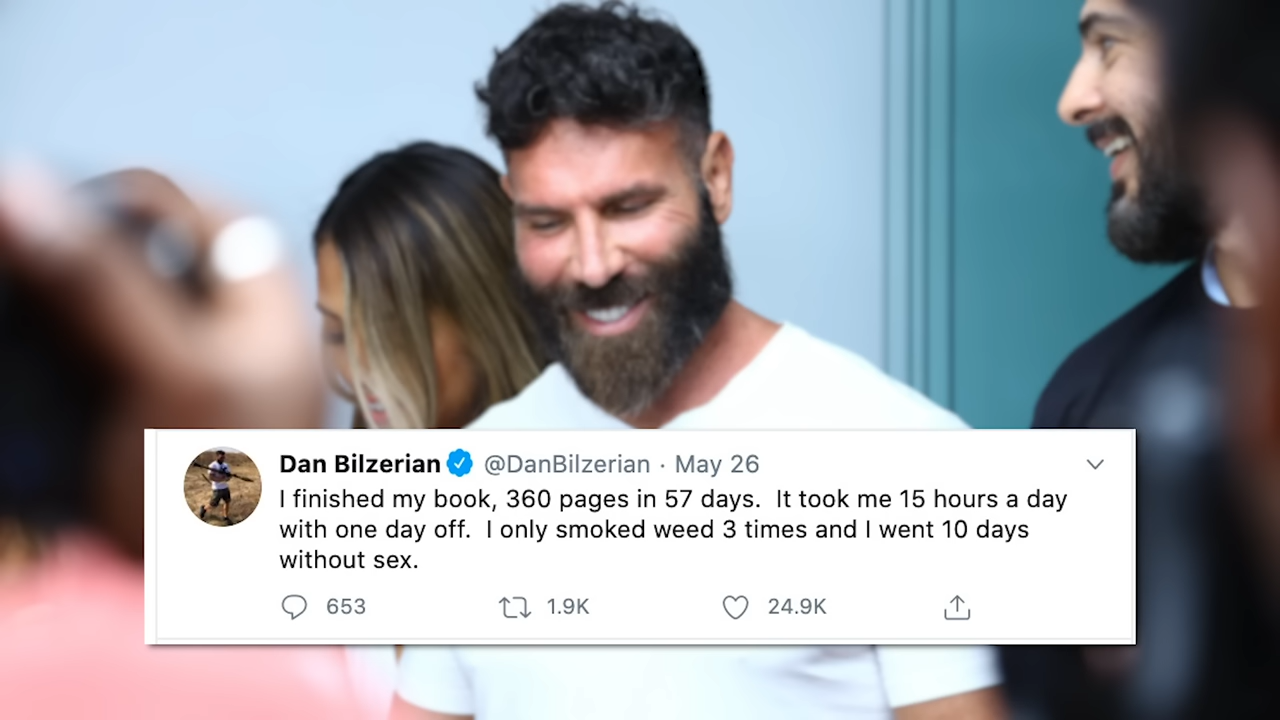 Dan Bilzerian @DanBilzerian · May 26
I finished my book, 360 pages in 57 days.  It took me 15 hours a day
with one day off.  I only smoked weed 3 times and I went 10 days
without sex.
653 1.9K 24.9K